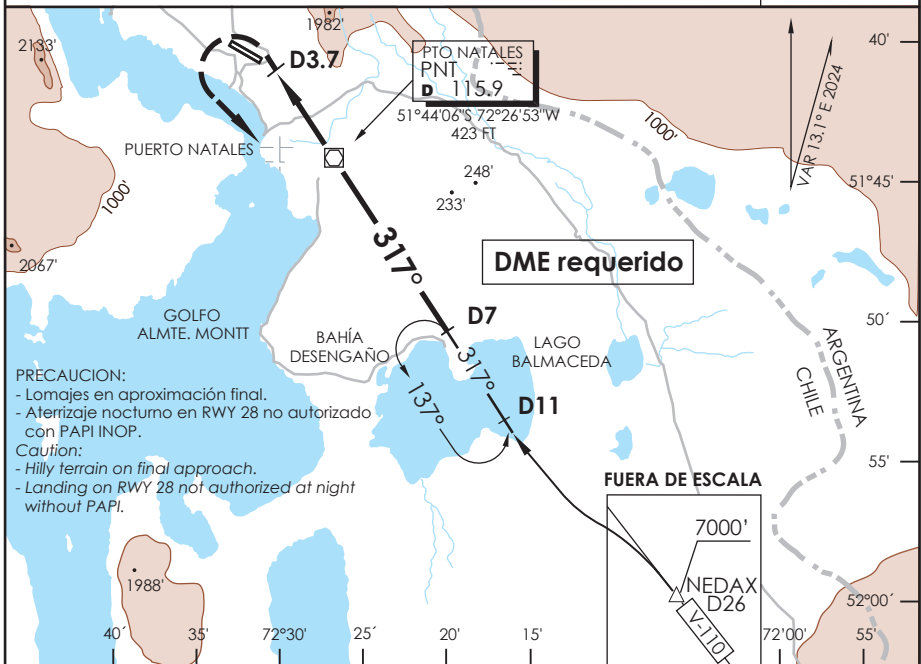 1982'
2133'
D3.7
PTO NATALES
PNT
D 115.9
51°44'06"S 72°26'53"W
423 FT
PUERTO NATALES
1000'
1000'
VAR 13.1° E 2024
40'
51°45'
248'
233'
2067'
317°
DME requerido
GOLFO
ALMTE. MONTT
D7
50'
BAHÍA
DESENGAÑO
LAGO
BALMACEDA
317°
137°
D11
ARGENTINA
CHILE
PRECAUCION:
- Lomajes en aproximación final.
- Aterrizaje nocturno en RWY 28 no autorizado
con PAPI INOP.
Caution:
- Hilly terrain on final approach.
- Landing on RWY 28 not authorized at night
without PAPI.
55'
FUERA DE ESCALA
7000'
NEDAX
D26
V-110
1988'
52°00'
40'
35'
72°30'
25'
20'
15'
72°00'
55'